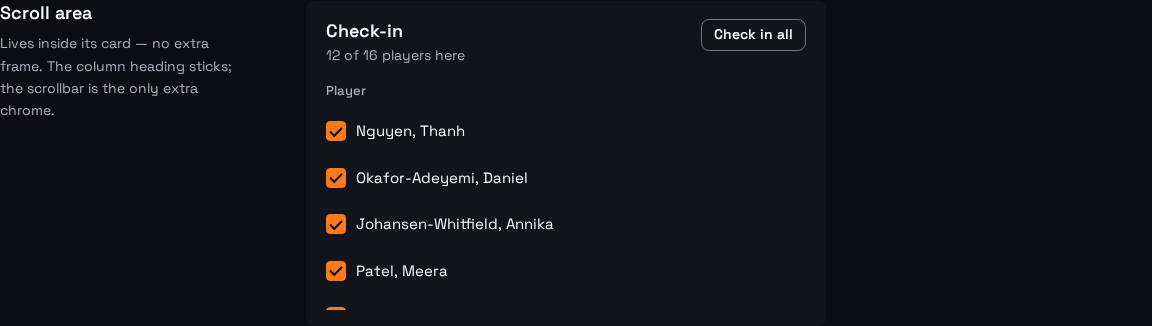 Scroll area
Lives inside its card — no extra
frame. The column heading sticks;
the scrollbar is the only extra
chrome.
Check-in
12 of 16 players here
Check in all
Player
Nguyen, Thanh
Okafor-Adeyemi, Daniel
Johansen-Whitfield, Annika
Patel, Meera